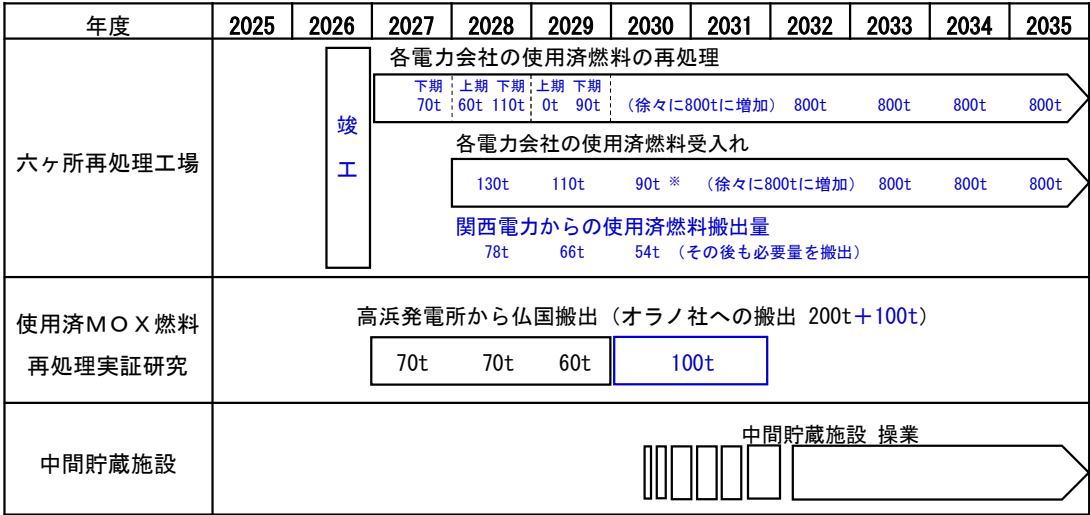 年度 2025 2026 2027 2028 2029 2030 2031 2032 2033 2034 2035
六ヶ所再処理工場
竣工
各電力会社の使用済燃料の再処理
下期 上期 下期 上期 下期
70t 60t 110t 0t 90t (徐々に800tに増加) 800t 800t 800t 800t
各電力会社の使用済燃料受入れ
130t 110t 90t ※ (徐々に800tに増加) 800t 800t 800t
関西電力からの使用済燃料搬出量
78t 66t 54t (その後も必要量を搬出)
使用済MOX燃料
再処理実証研究
高浜発電所から仏国搬出(オラノ社への搬出 200t+100t)
70t 70t 60t 100t
中間貯蔵施設
中間貯蔵施設 操業